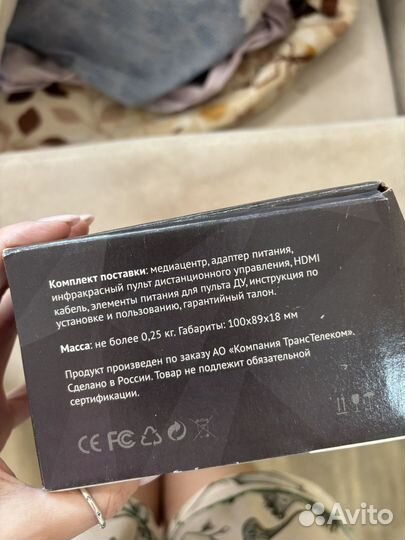 Комплект поставки: медиацентр, адаптер питания,
инфракрасный пульт дистанционного управления, HDMI
кабель, элементы питания для пульта ДУ, инструкция по
установке и пользованию, гарантийный талон.
Масса: не более 0,25 кг. Габариты: 100x89x18 мм
Продукт произведен по заказу АО «Компания ТрансТелеком».
Сделано в России. Товар не подлежит обязательной
сертификации.
CE FC
Avito